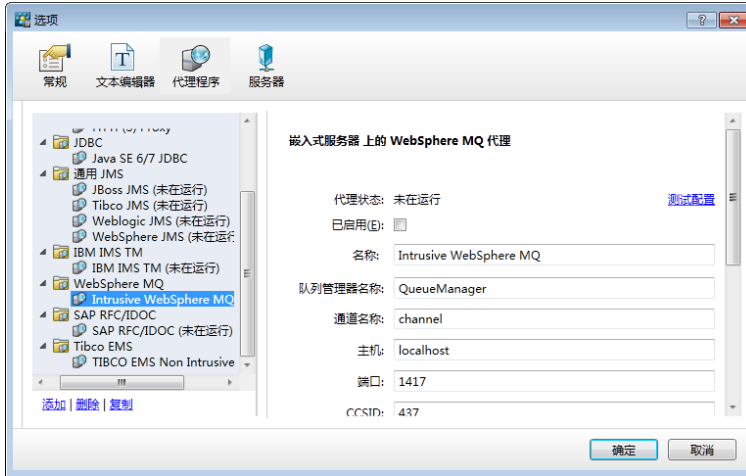 选项
常规
文本编辑器
代理程序
服务器
JDBC
Java SE 6/7 JDBC
通用 JMS
JBoss JMS (未在运行)
Tibco JMS (未在运行)
Weblogic JMS (未在运行)
WebSphere JMS (未在运行
IBM IMS TM
IBM IMS TM (未在运行)
WebSphere MQ
Intrusive WebSphere MQ
SAP RFC/IDOC
SAP RFC/IDOC (未在运行)
Tibco EMS
TIBCO EMS Non Intrusive
添加 | 删除 | 复制
嵌入式服务器 上的 WebSphere MQ 代理
代理状态: 未在运行 测试配置
已启用(E):
名称: Intrusive WebSphere MQ
队列管理器名称: QueueManager
通道名称: channel
主机: localhost
端口: 1417
CCSID: 437
确定 取消